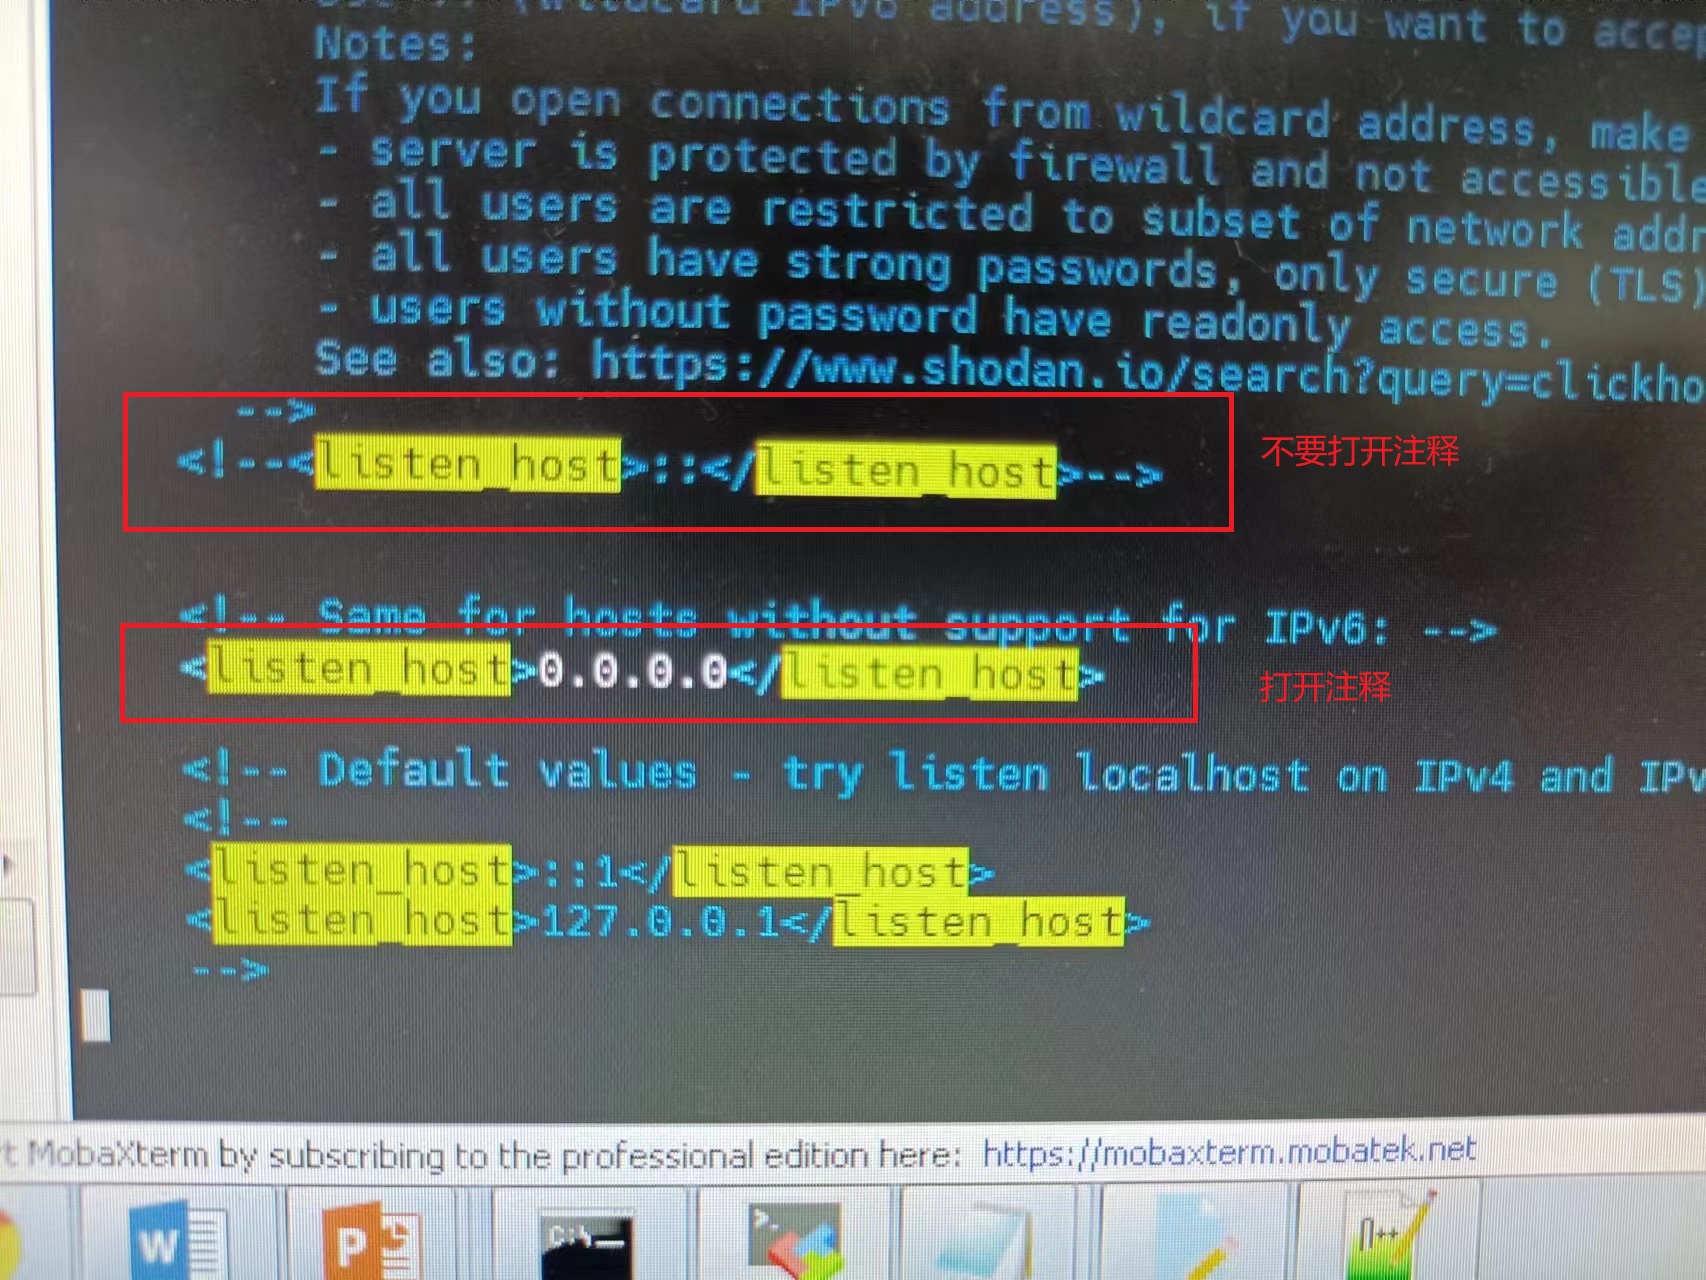 (wildcard IPv6 address), if you want to accep
Notes:
If you open connections from wildcard address, make
- server is protected by firewall and not accessible
- all users are restricted to subset of network addr
- all users have strong passwords, only secure (TLS)
- users without password have readonly access.
See also: https://www.shodan.io/search?query=clickho
-->
<!--<listen_host>::</listen_host>-->
不要打开注释
<!-- Same for hosts without support for IPv6: -->
<listen_host>0.0.0.0</listen_host>
打开注释
<!-- Default values - try listen localhost on IPv4 and IPv
<!--
<listen_host>::1</listen_host>
<listen_host>127.0.0.1</listen_host>
-->
MobaXterm by subscribing to the professional edition here: https://mobaxterm.mobatek.net
W
P
C:\
>_